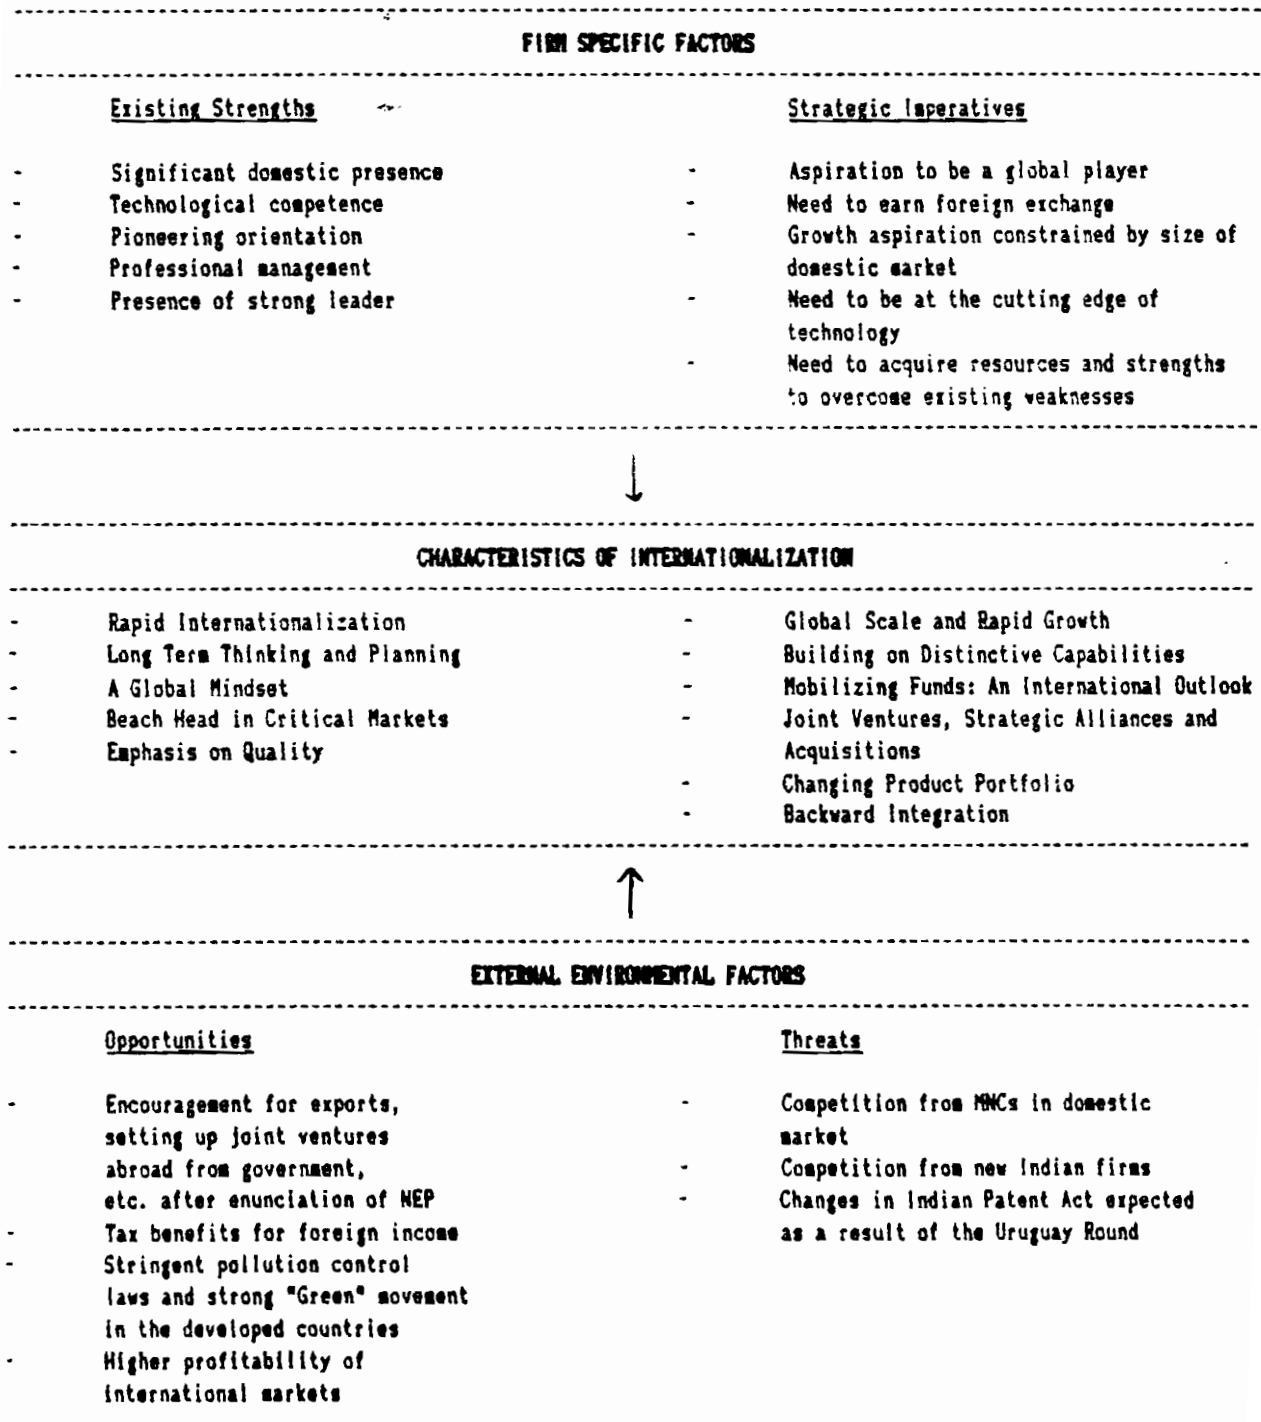 FIRM SPECIFIC FACTORS
Existing Strengths
- Significant domestic presence
- Technological competence
- Pioneering orientation
- Professional management
- Presence of strong leader
Strategic Imperatives
- Aspiration to be a global player
- Need to earn foreign exchange
- Growth aspiration constrained by size of
domestic market
- Need to be at the cutting edge of
technology
- Need to acquire resources and strengths
to overcome existing weaknesses
CHARACTERISTICS OF INTERNATIONALIZATION
- Rapid Internationalization
- Long Term Thinking and Planning
- A Global Mindset
- Beach Head in Critical Markets
- Emphasis on Quality
- Global Scale and Rapid Growth
- Building on Distinctive Capabilities
- Mobilizing Funds: An International Outlook
- Joint Ventures, Strategic Alliances and
Acquisitions
- Changing Product Portfolio
- Backward Integration
EXTERNAL ENVIRONMENTAL FACTORS
Opportunities
- Encouragement for exports,
setting up joint ventures
abroad from government,
etc. after enunciation of NEP
- Tax benefits for foreign income
- Stringent pollution control
laws and strong "Green" movement
in the developed countries
- Higher profitability of
international markets
Threats
- Competition from MNCs in domestic
market
- Competition from new Indian firms
- Changes in Indian Patent Act expected
as a result of the Uruguay Round